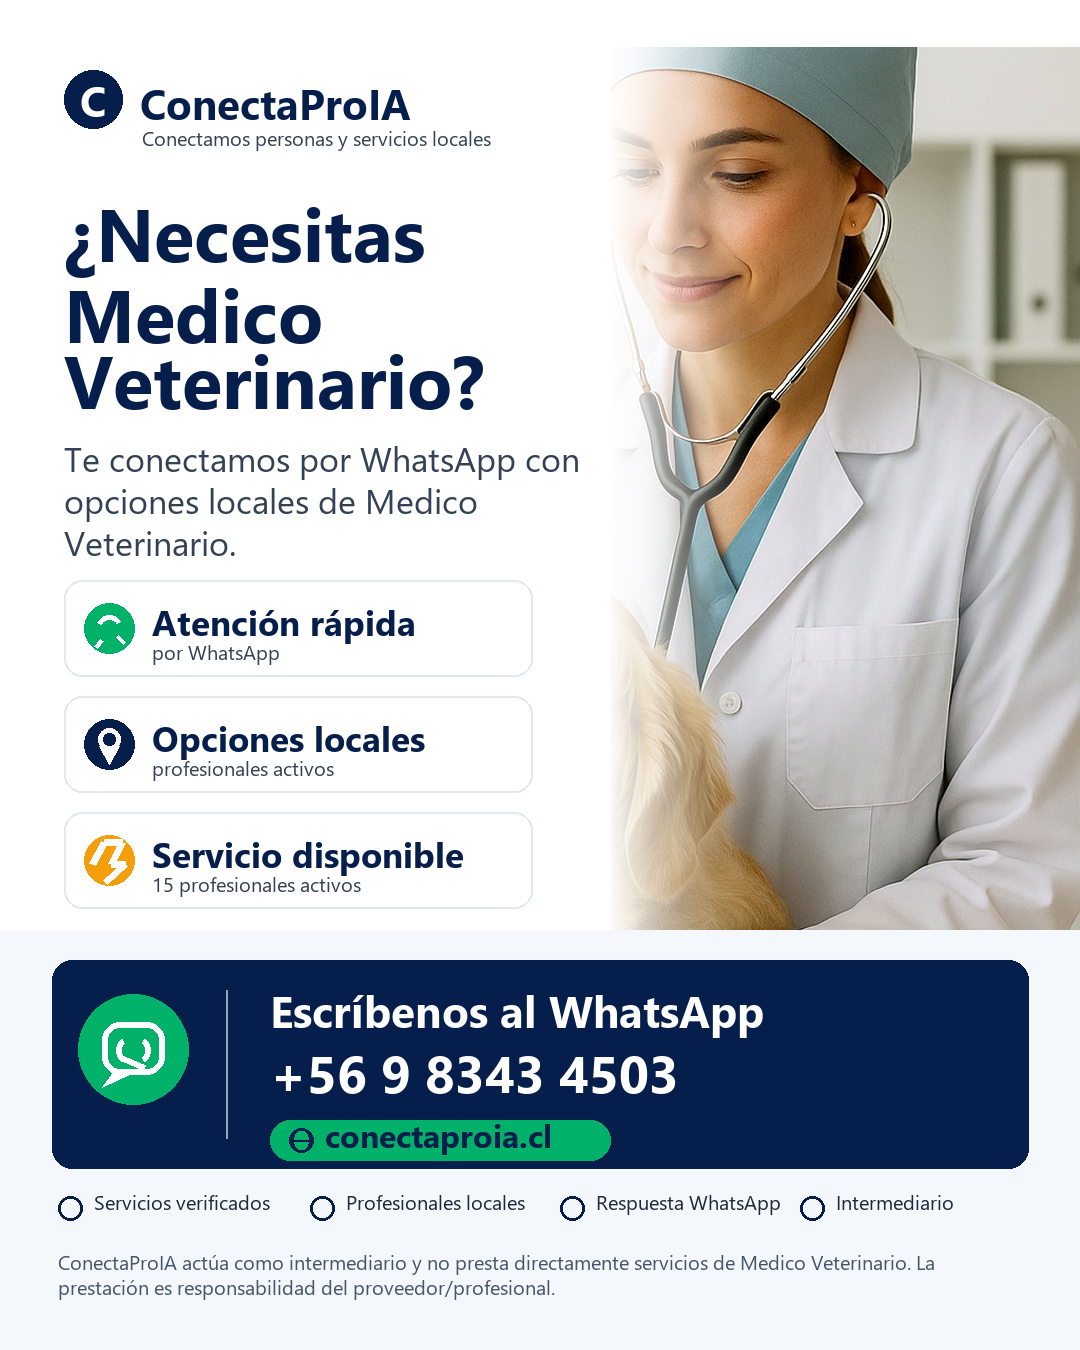 C ConectaProIA
Conectamos personas y servicios locales
¿Necesitas
Medico
Veterinario?
Te conectamos por WhatsApp con
opciones locales de Medico
Veterinario.
Atención rápida
por WhatsApp
Opciones locales
profesionales activos
Servicio disponible
15 profesionales activos
Escríbenos al WhatsApp
+56 9 8343 4503
conectaproia.cl
Servicios verificados Profesionales locales Respuesta WhatsApp Intermediario
ConectaProIA actúa como intermediario y no presta directamente servicios de Medico Veterinario. La
prestación es responsabilidad del proveedor/profesional.